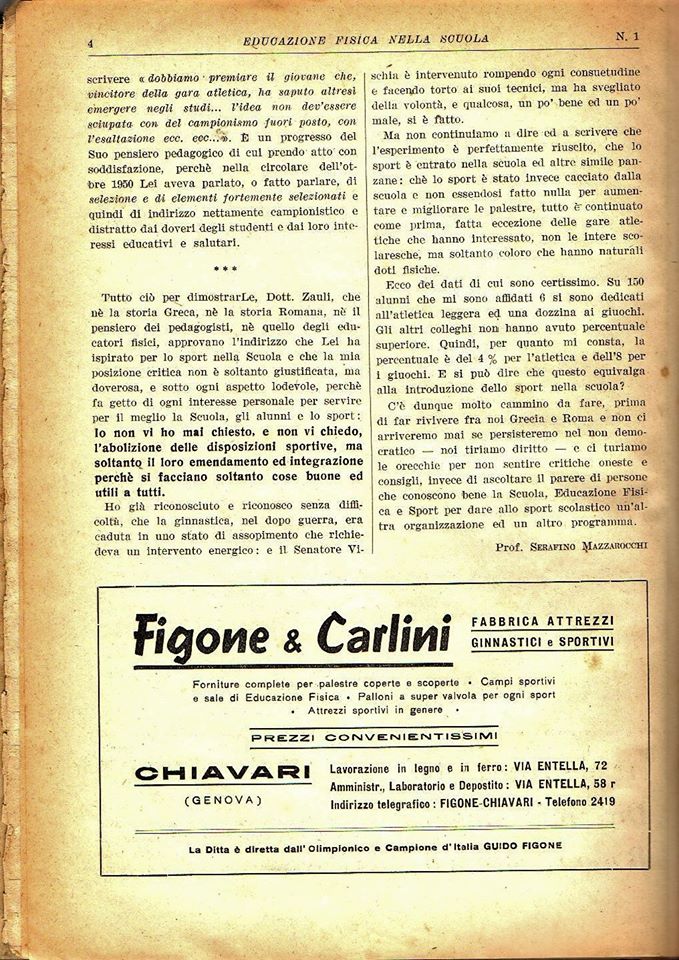 4
EDUCAZIONE FISICA NELLA SCUOLA
N. 1
scrivere « dobbiamo premiare il giovane che,
vincitore della gara atletica, ha saputo altresì
emergere negli studi... l'idea non dev'essere
sciupata con del campionismo fuori posto, con
l'esaltazione ecc. ecc...». È un progresso del
Suo pensiero pedagogico di cui prendo atto con
soddisfazione, perchè nella circolare dell'ot-
bre 1950 Lei aveva parlato, o fatto parlare, di
selezione e di elementi fortemente selezionati e
quindi di indirizzo nettamente campionistico e
distratto dai doveri degli studenti e dai loro inte-
ressi educativi e salutari.
***
Tutto ciò per dimostrarLe, Dott. Zauli, che
nè la storia Greca, nè la storia Romana, nè il
pensiero dei pedagogisti, nè quello degli edu-
catori fisici, approvano l'indirizzo che Lei ha
ispirato per lo sport nella Scuola e che la mia
posizione critica non è soltanto giustificata, ma
doverosa, e sotto ogni aspetto lodevole, perchè
fa getto di ogni interesse personale per servire
per il meglio la Scuola, gli alunni e lo sport:
Io non vi ho mai chiesto, e non vi chiedo,
l'abolizione delle disposizioni sportive, ma
soltanto il loro emendamento ed integrazione
perchè si facciano soltanto cose buone ed
utili a tutti.
Ho già riconosciuto e riconosco senza diffi-
coltà, che la ginnastica, nel dopo guerra, era
caduta in uno stato di assopimento che richie-
deva un intervento energico: e il Senatore Vi-
schia è intervenuto rompendo ogni consuetudine
e facendo torto ai suoi tecnici, ma ha svegliato
della volontà, e qualcosa, un po' bene ed un po'
male, si è fatto.
Ma non continuiamo a dire ed a scrivere che
l'esperimento è perfettamente riuscito, che lo
sport è entrato nella scuola ed altre simile pan-
zane: chè lo sport è stato invece cacciato dalla
scuola e non essendosi fatto nulla per aumen-
tare e migliorare le palestre, tutto è continuato
come prima, fatta eccezione delle gare atle-
tiche che hanno interessato, non le intere sco-
laresche, ma soltanto coloro che hanno naturali
doti fisiche.
Ecco dei dati di cui sono certissimo. Su 150
alunni che mi sono affidati 6 si sono dedicati
all'atletica leggera ed una dozzina ai giuochi.
Gli altri colleghi non hanno avuto percentuale
superiore. Quindi, per quanto mi consta, la
percentuale è del 4 % per l'atletica e dell'8 per
i giuochi. E si può dire che questo equivalga
alla introduzione dello sport nella scuola?
C'è dunque molto cammino da fare, prima
di far rivere fra noi Grecia e Roma e non ci
arriveremo mai se persisteremo nel non demo-
cratico — noi tiriamo diritto — e ci turiamo
le orecchie per non sentire critiche oneste e
consigli, invece di ascoltare il parere di persone
che conoscono bene la Scuola, Educazione Fisi-
ca e Sport per dare allo sport scolastico un'al-
tra organizzazione ed un altro programma.
Prof. SERAFINO MAZZAROCCHI
Figone & Carlini
FABBRICA ATTREZZI
GINNASTICI e SPORTIVI
Forniture complete per palestre coperte e scoperte • Campi sportivi
e sale di Educazione Fisica • Palloni a super valvola per ogni sport
• Attrezzi sportivi in genere •
PREZZI CONVENIENTISSIMI
CHIAVARI
(GENOVA)
Lavorazione in legno e in ferro: VIA ENTELLA, 72
Amministr., Laboratorio e Depostito: VIA ENTELLA, 58 r
Indirizzo telegrafico: FIGONE-CHIAVARI - Telefono 2419
La Ditta è diretta dall'Olimpionico e Campione d'Italia GUIDO FIGONE